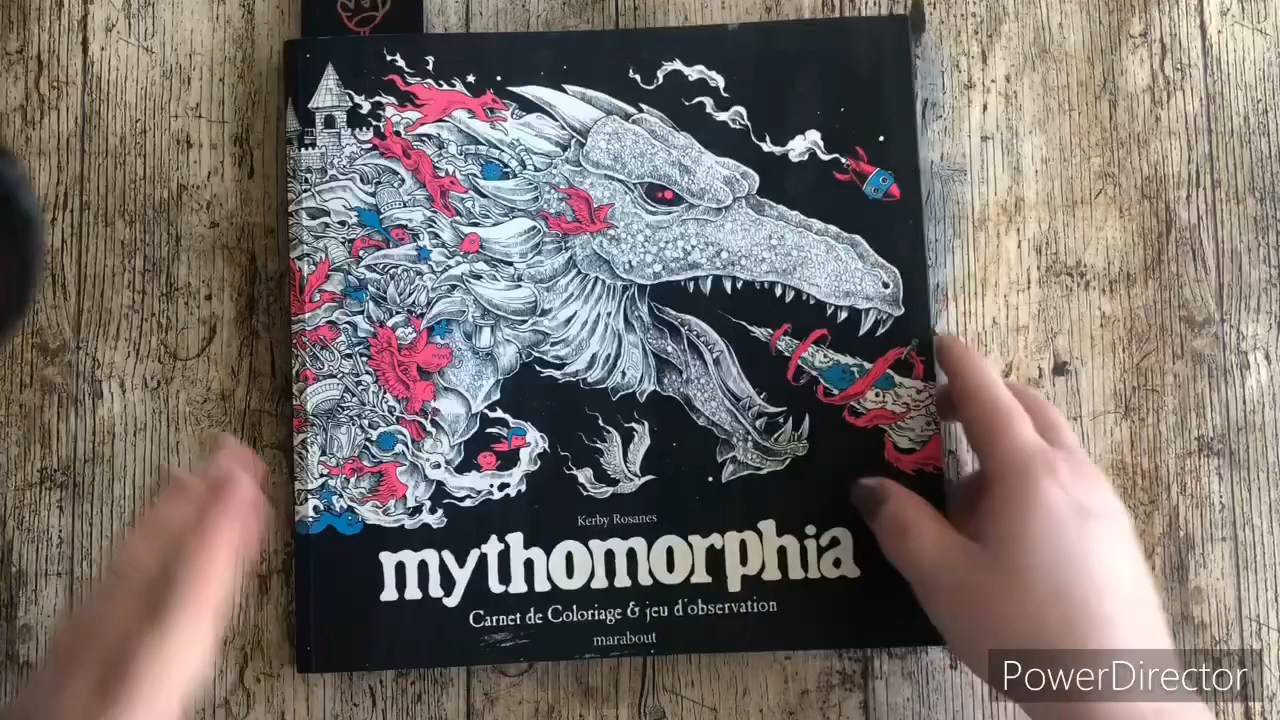 Kerby Rosanes
mythomorphia
Carnet de Coloriage & jeu d'observation
marabout
PowerDirector